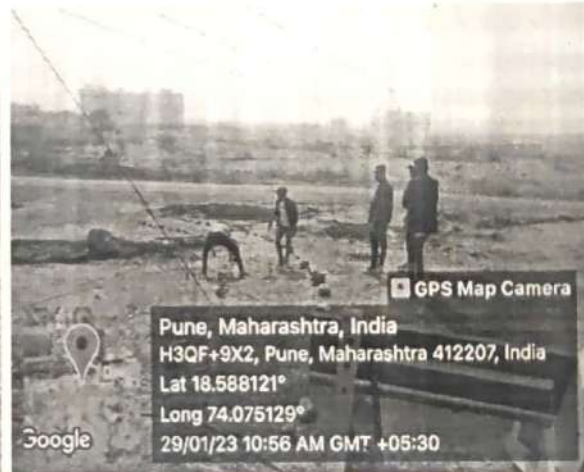 GPS Map Camera
Pune, Maharashtra, India
H3QF+9X2, Pune, Maharashtra 412207, India
Lat 18.588121°
Long 74.075129°
29/01/23 10:56 AM GMT +05:30
Google